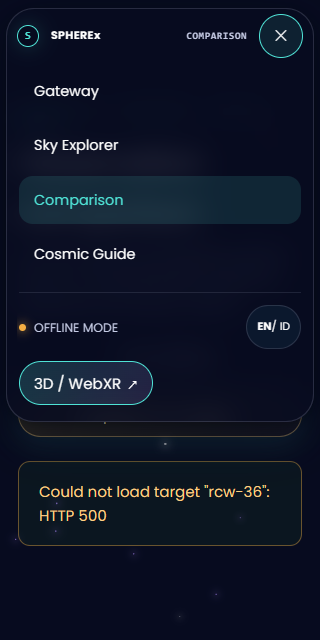 S SPHEREx COMPARISON ×
Gateway
Sky Explorer
Comparison
Cosmic Guide
OFFLINE MODE EN/ ID
3D / WebXR ↗
Could not load target "rcw-36":
HTTP 500